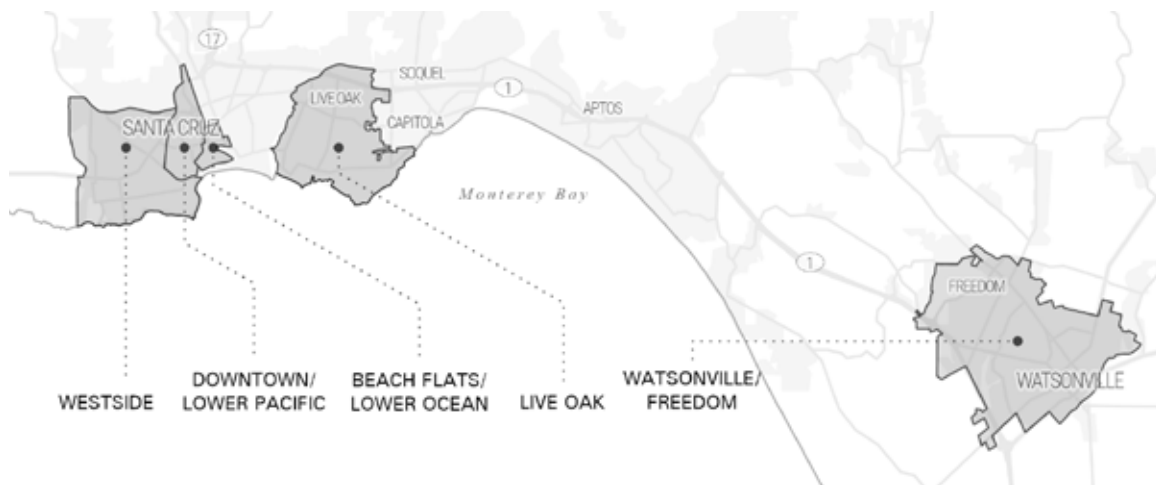 17
SOQUEL
1
LIVE OAK
APTOS
SANTA CRUZ
CAPITOLA
Monterey Bay
1
FREEDOM
WATSONVILLE
WESTSIDE
DOWNTOWN/
LOWER PACIFIC
BEACH FLATS/
LOWER OCEAN
LIVE OAK
WATSONVILLE/
FREEDOM